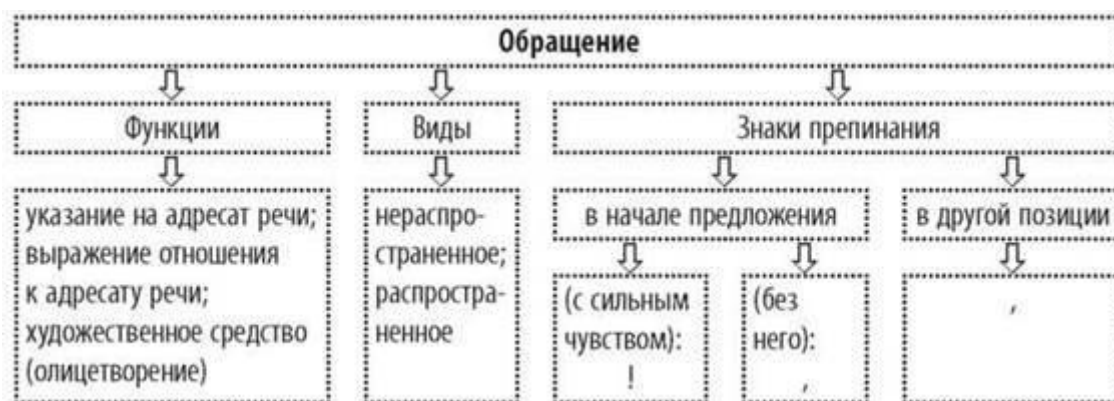 Обращение
Функции
Виды
Знаки препинания
указание на адресат речи;
выражение отношения
к адресату речи;
художественное средство
(олицетворение)
нераспро-
страненное;
распростра-
ненное
в начале предложения
в другой позиции
(с сильным
чувством):
!
(без
него):
,
,